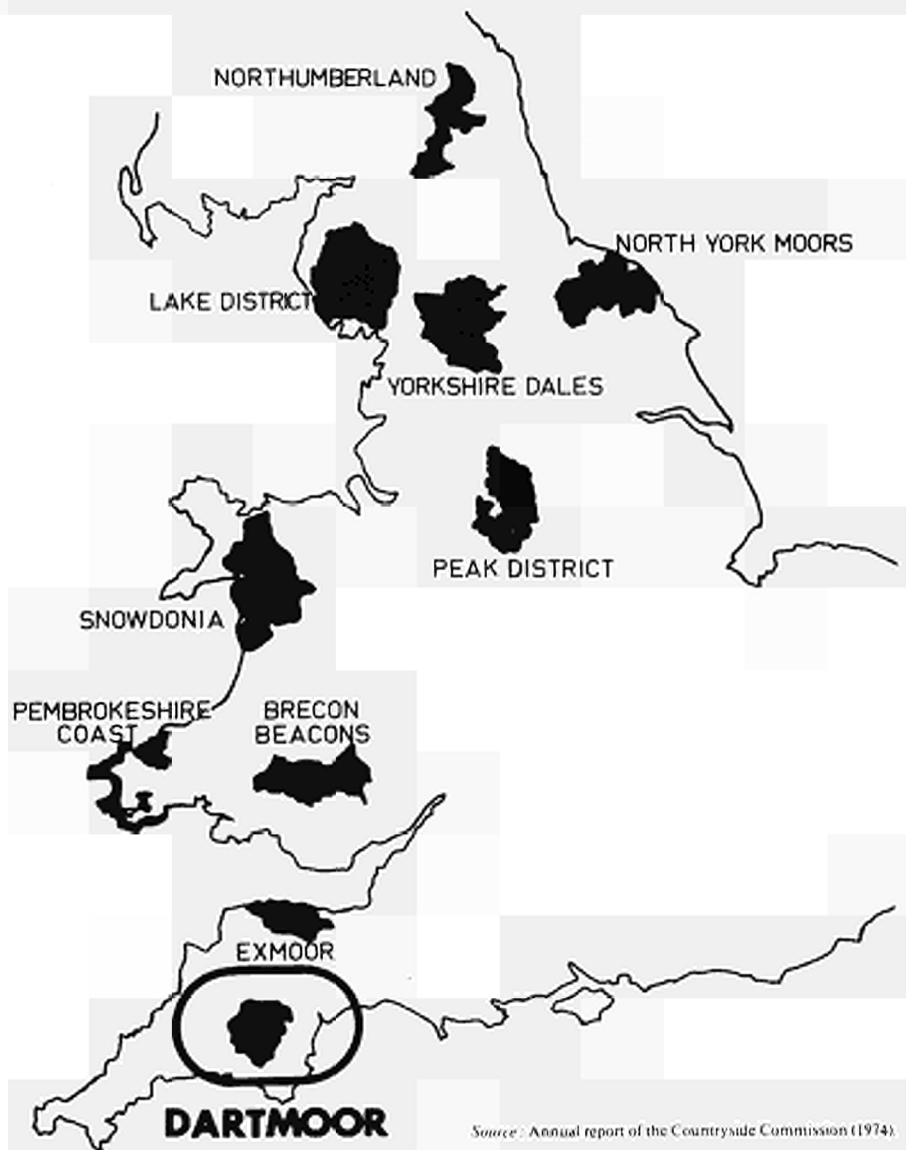 NORTHUMBERLAND
NORTH YORK MOORS
LAKE DISTRICT
YORKSHIRE DALES
PEAK DISTRICT
SNOWDONIA
PEMBROKESHIRE
COAST
BRECON
BEACONS
EXMOOR
DARTMOOR
Source: Annual report of the Countryside Commission (1974).